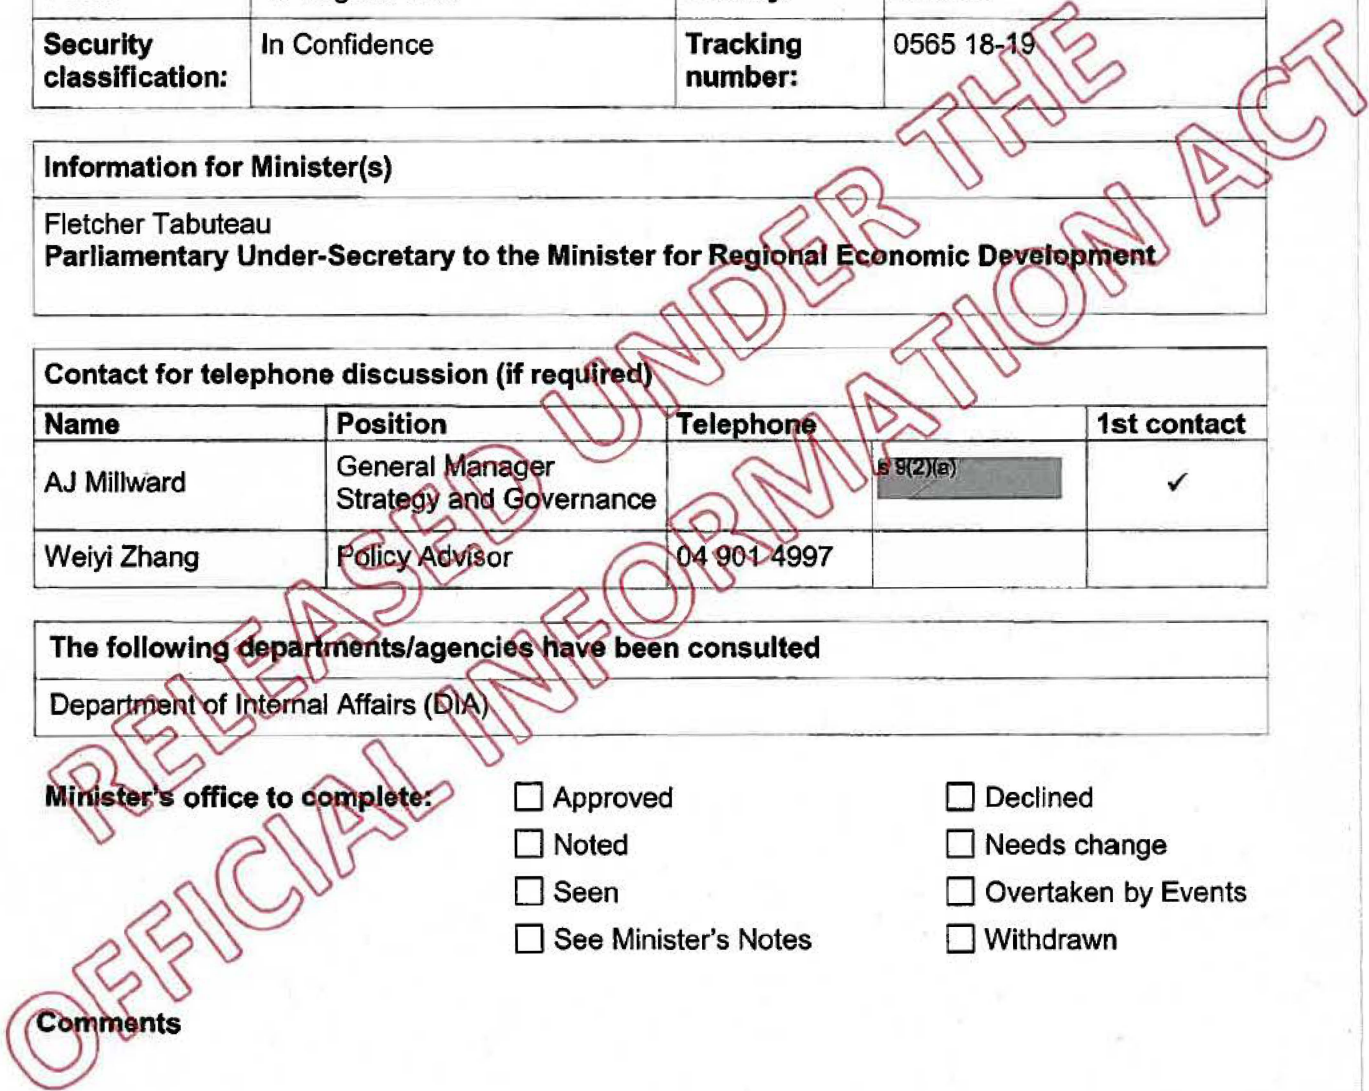 Security
classification:
In Confidence
Tracking
number:
0565 18-19
Information for Minister(s)
Fletcher Tabuteau
Parliamentary Under-Secretary to the Minister for Regional Economic Development
Contact for telephone discussion (if required)
Name Position Telephone 1st contact
AJ Millward
General Manager
Strategy and Governance
s 9(2)(a)
✓
Weiyi Zhang Policy Advisor 04 901 4997
The following departments/agencies have been consulted
Department of Internal Affairs (DIA)
Minister's office to complete:
☐ Approved ☐ Declined
☐ Noted ☐ Needs change
☐ Seen ☐ Overtaken by Events
☐ See Minister's Notes ☐ Withdrawn
Comments
RELEASED UNDER THE
OFFICIAL INFORMATION ACT